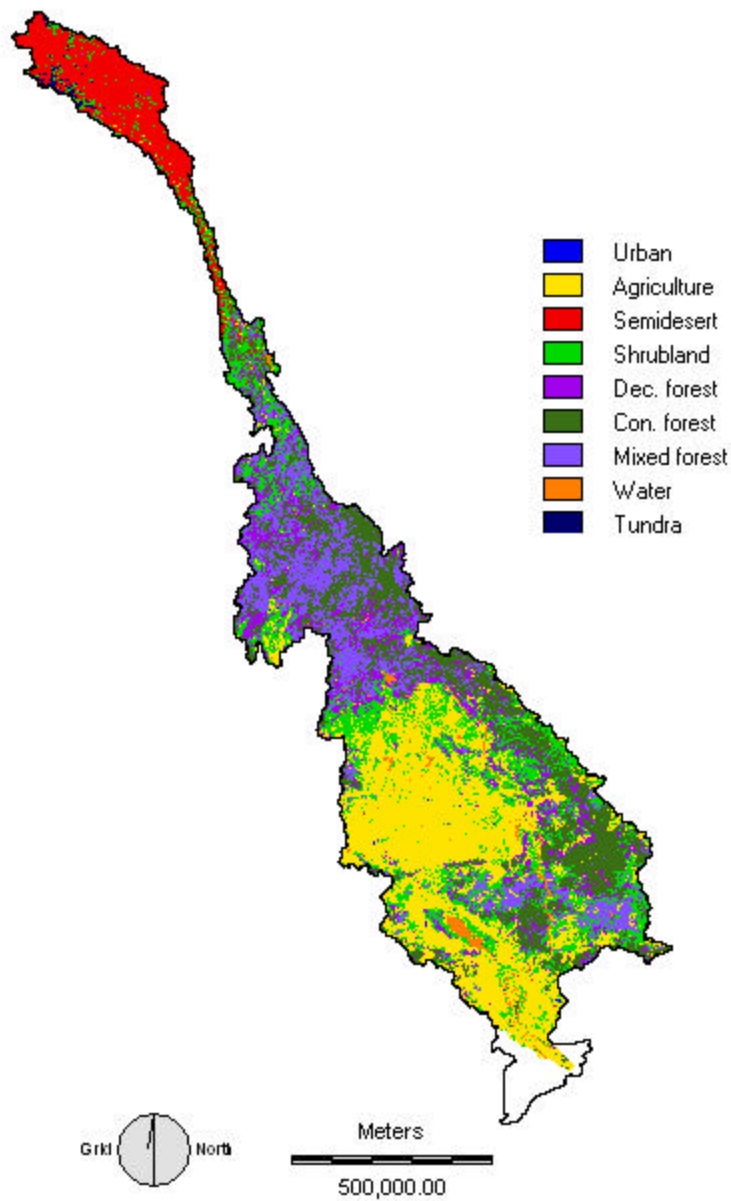 Urban
Agriculture
Semidesert
Shrubland
Dec. forest
Con. forest
Mixed forest
Water
Tundra
Grid North
Meters
500,000.00